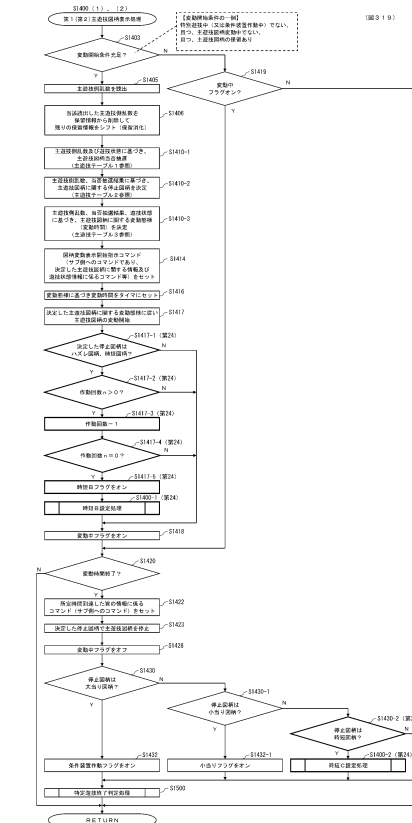 S1400 (1), (2)
第1(第2)主遊技図柄表示処理
【変動開始条件の一例】
特別遊技中(又は条件装置作動中)でない、
且つ、主遊技図柄変動中でない、
且つ、主遊技図柄の保留あり
(図319)
S1403
変動開始条件充足?
N
Y
S1419
変動中
フラグオン?
N
Y
S1405
主遊技側乱数を読出
S1406
当該読出した主遊技側乱数を
保留情報から削除して
残りの保留情報をシフト(保留消化)
S1410-1
主遊技側乱数及び遊技状態に基づき、
主遊技図柄当否抽選
(主遊技テーブル1参照)
S1410-2
主遊技側乱数、当否抽選結果に基づき、
主遊技図柄に関する停止図柄を決定
(主遊技テーブル2参照)
S1410-3
主遊技側乱数、当否抽選結果、遊技状態
に基づき、主遊技図柄に関する変動態様
(変動時間)を決定
(主遊技テーブル3参照)
S1414
図柄変動表示開始指示コマンド
(サブ側へのコマンドであり、
決定した主遊技図柄に関する情報及び
遊技状態情報に係るコマンド等)をセット
S1416
変動態様に基づき変動時間をタイマにセット
S1417
決定した主遊技図柄に関する変動態様に従い
主遊技図柄の変動開始
S1417-1 (第24)
決定した停止図柄は
ハズレ図柄、時短図柄?
N
Y
S1417-2 (第24)
作動回数n>0?
N
Y
S1417-3 (第24)
作動回数-1
S1417-4 (第24)
作動回数n=0?
N
Y
S1417-5 (第24)
時短Bフラグをオン
S1400-1 (第24)
時短B設定処理
S1418
変動中フラグをオン
S1420
変動時間終了?
N
Y
S1422
所定時間到達した旨の情報に係る
コマンド(サブ側へのコマンド)をセット
S1423
決定した停止図柄で主遊技図柄を停止
S1428
変動中フラグをオフ
S1430
停止図柄は
大当り図柄?
N
Y
S1430-1
停止図柄は
小当り図柄?
N
Y
S1430-2
停止図柄は
時短図柄?
Y
S1432
条件装置作動フラグをオン
S1432-1
小当りフラグをオン
S1400-2 (第24)
時短C設定処理
S1500
特定遊技終了判定処理
RETURN